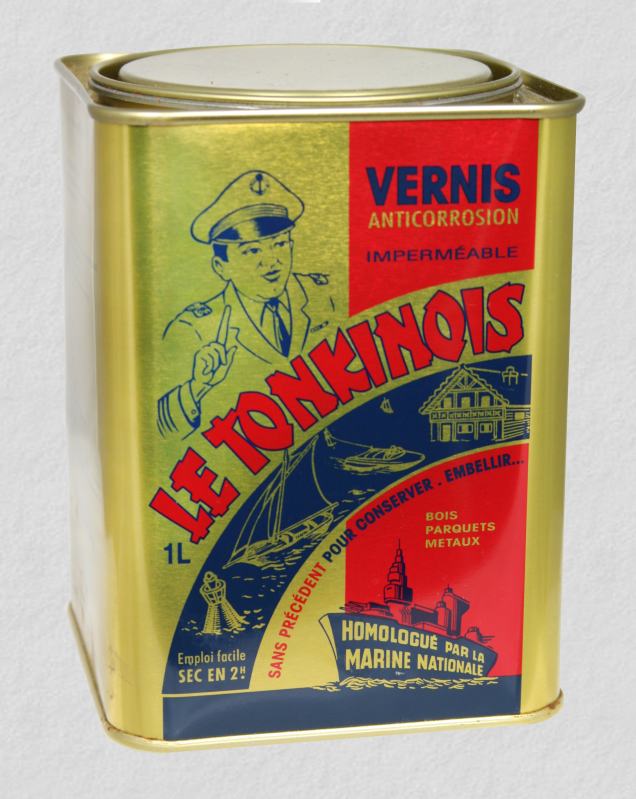 VERNIS
ANTICORROSION
IMPERMÉABLE
LE TONKINOIS
1L
SANS PRÉCÉDENT POUR CONSERVER . EMBELLIR...
BOIS
PARQUETS
METAUX
Emploi facile
SEC EN 2H
HOMOLOGUÉ PAR LA
MARINE NATIONALE